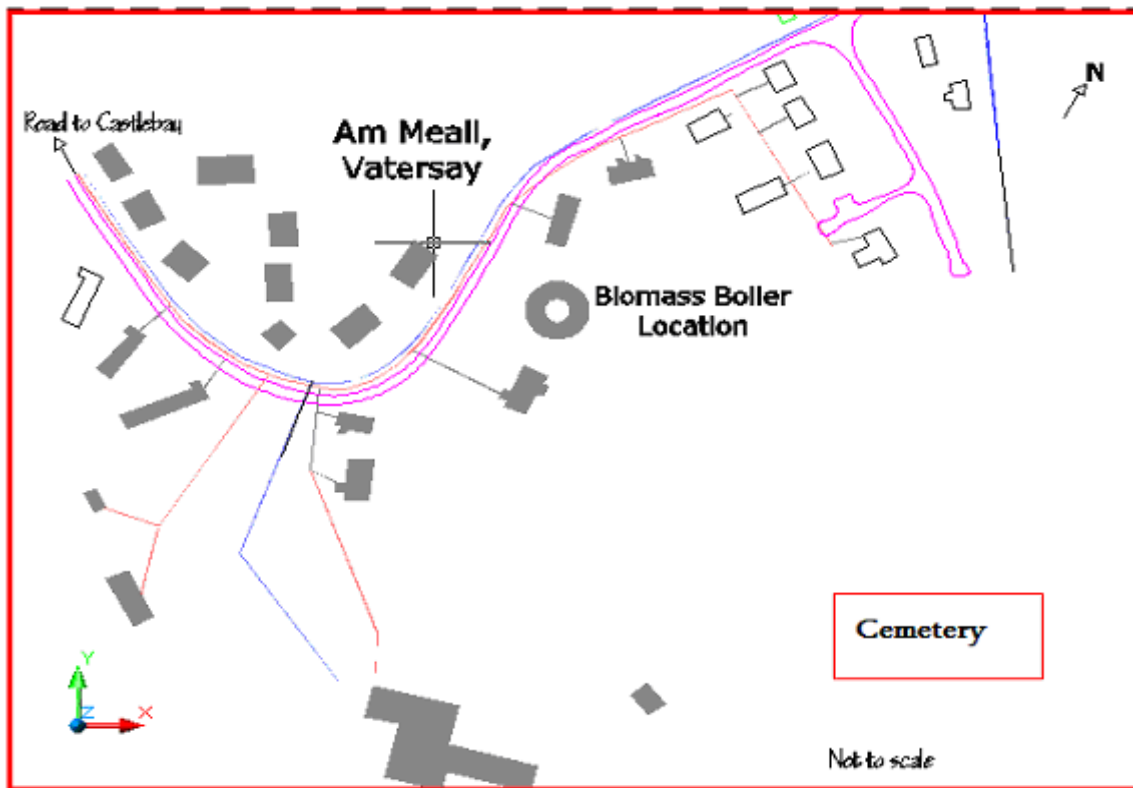 N
Road to Castlebay
Am Meall,
Vatersay
Biomass Boiler
Location
Cemetery
Y
Z
X
Not to scale